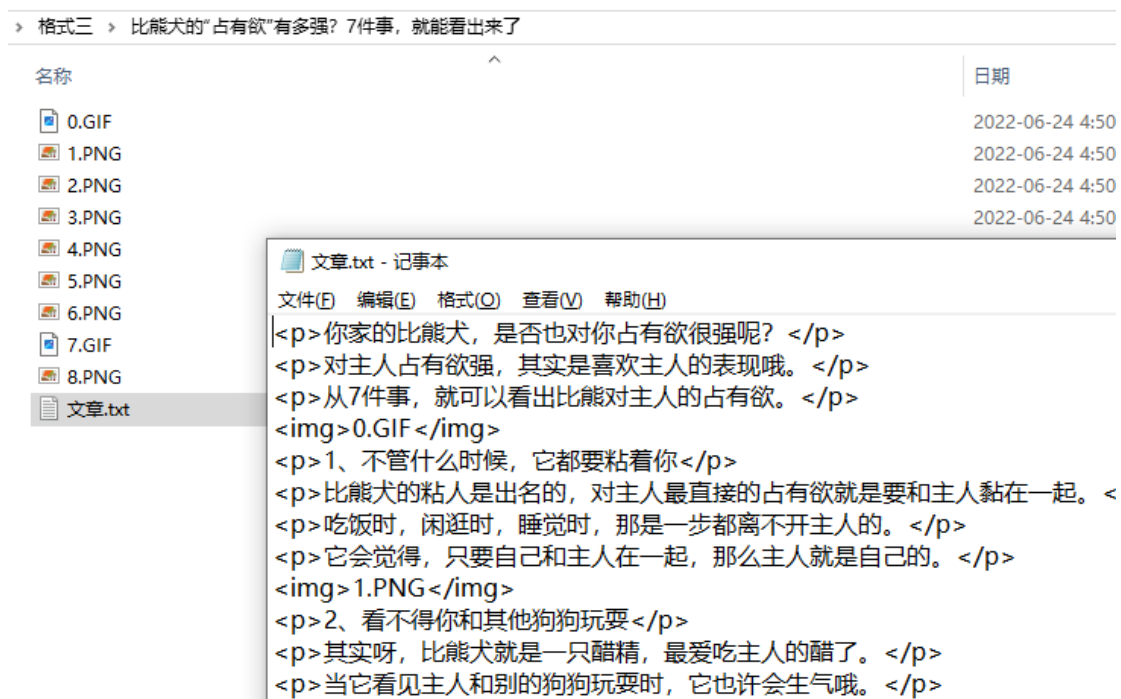 › 格式三 › 比熊犬的“占有欲”有多强？7件事，就能看出来了
名称 日期
0.GIF 2022-06-24 4:50
1.PNG 2022-06-24 4:50
2.PNG 2022-06-24 4:50
3.PNG 2022-06-24 4:50
4.PNG
5.PNG
6.PNG
7.GIF
8.PNG
文章.txt
文章.txt - 记事本
文件(F) 编辑(E) 格式(O) 查看(V) 帮助(H)
<p>你家的比熊犬，是否也对你占有欲很强呢？</p>
<p>对主人占有欲强，其实是喜欢主人的表现哦。</p>
<p>从7件事，就可以看出比熊对主人的占有欲。</p>
<img>0.GIF</img>
<p>1、不管什么时候，它都要粘着你</p>
<p>比熊犬的粘人是出名的，对主人最直接的占有欲就是要和主人黏在一起。<
<p>吃饭时，闲逛时，睡觉时，那是一步都离不开主人的。</p>
<p>它会觉得，只要自己和主人在一起，那么主人就是自己的。</p>
<img>1.PNG</img>
<p>2、看不得你和其他狗狗玩耍</p>
<p>其实呀，比熊犬就是一只醋精，最爱吃主人的醋了。</p>
<p>当它看见主人和别的狗狗玩耍时，它也许会生气哦。</p>